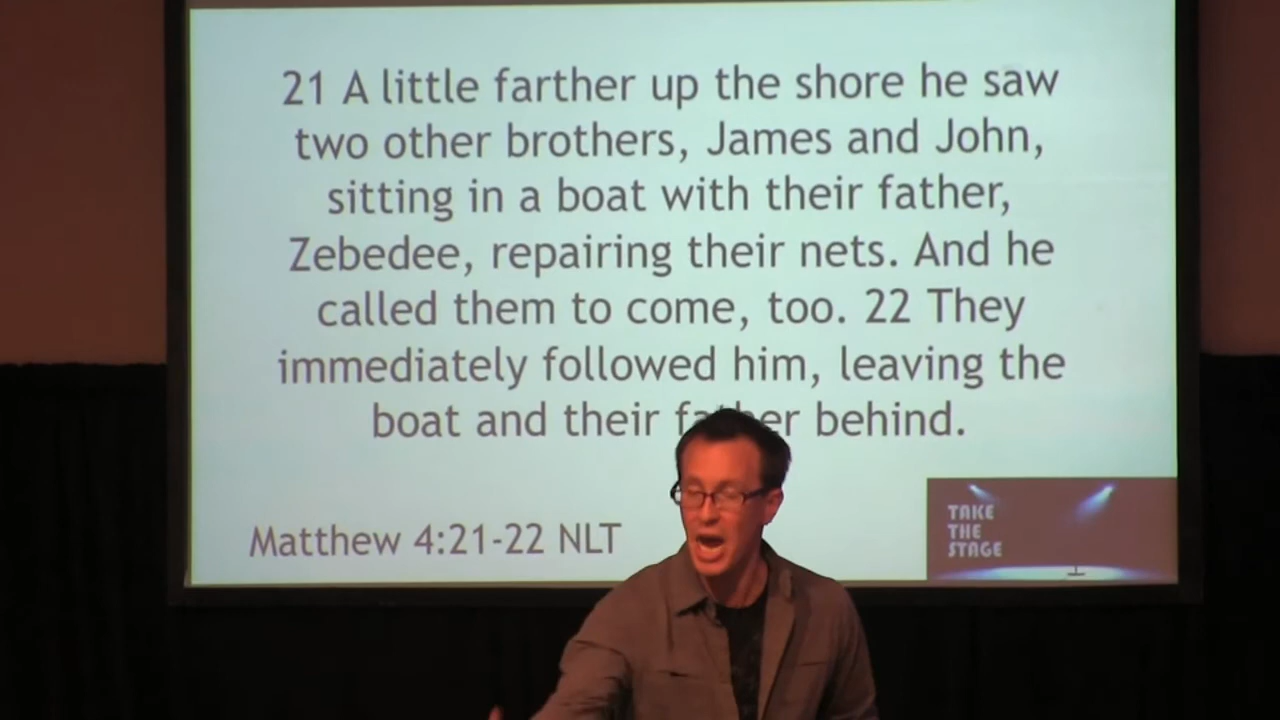 21 A little farther up the shore he saw
two other brothers, James and John,
sitting in a boat with their father,
Zebedee, repairing their nets. And he
called them to come, too. 22 They
immediately followed him, leaving the
boat and their father behind.
Matthew 4:21-22 NLT
TAKE
THE
STAGE